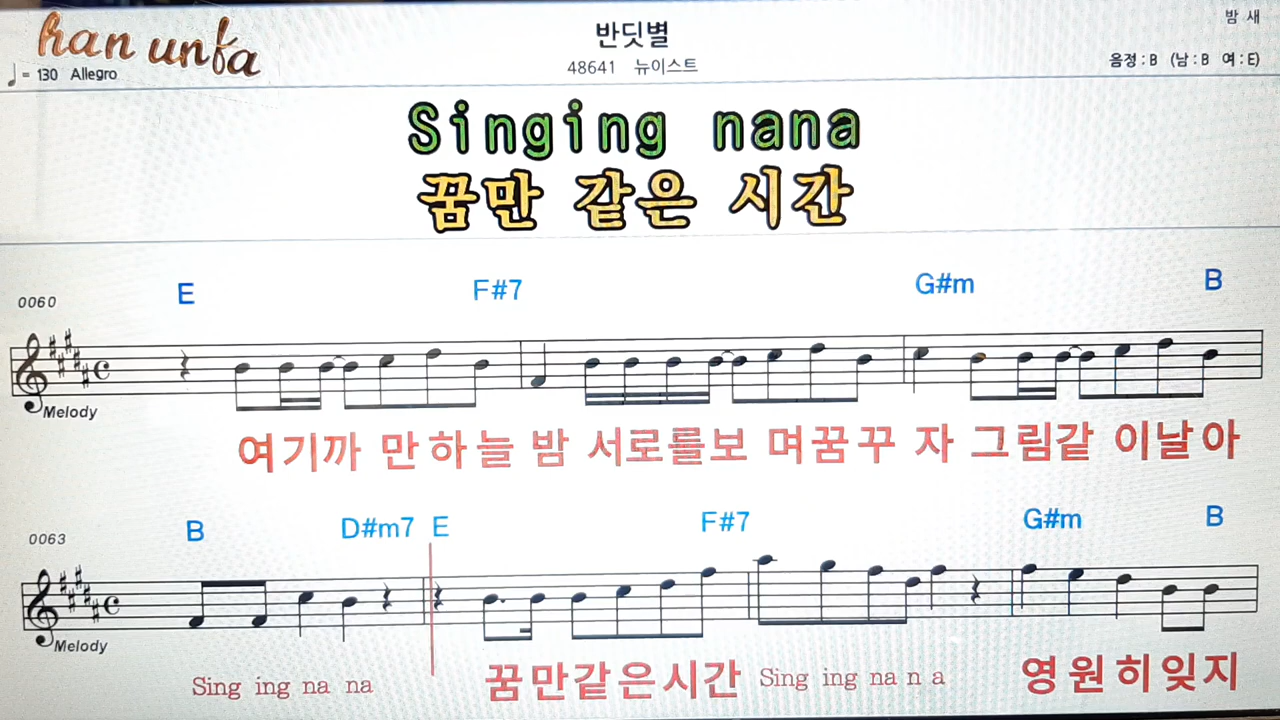 han unfa
밤 새
반딧별
♩= 130 Allegro
48641 뉴이스트
음정 : B (남 : B 여 : E)
Singing nana
꿈만 같은 시간
0060
E F#7 G#m B
Melody
여기까 만하늘 밤 서로를보 며꿈꾸 자 그림같 이날아
0063
B D#m7 E F#7 G#m B
Melody
Sing ing na na 꿈만같은시간 Sing ing na n a 영원히잊지